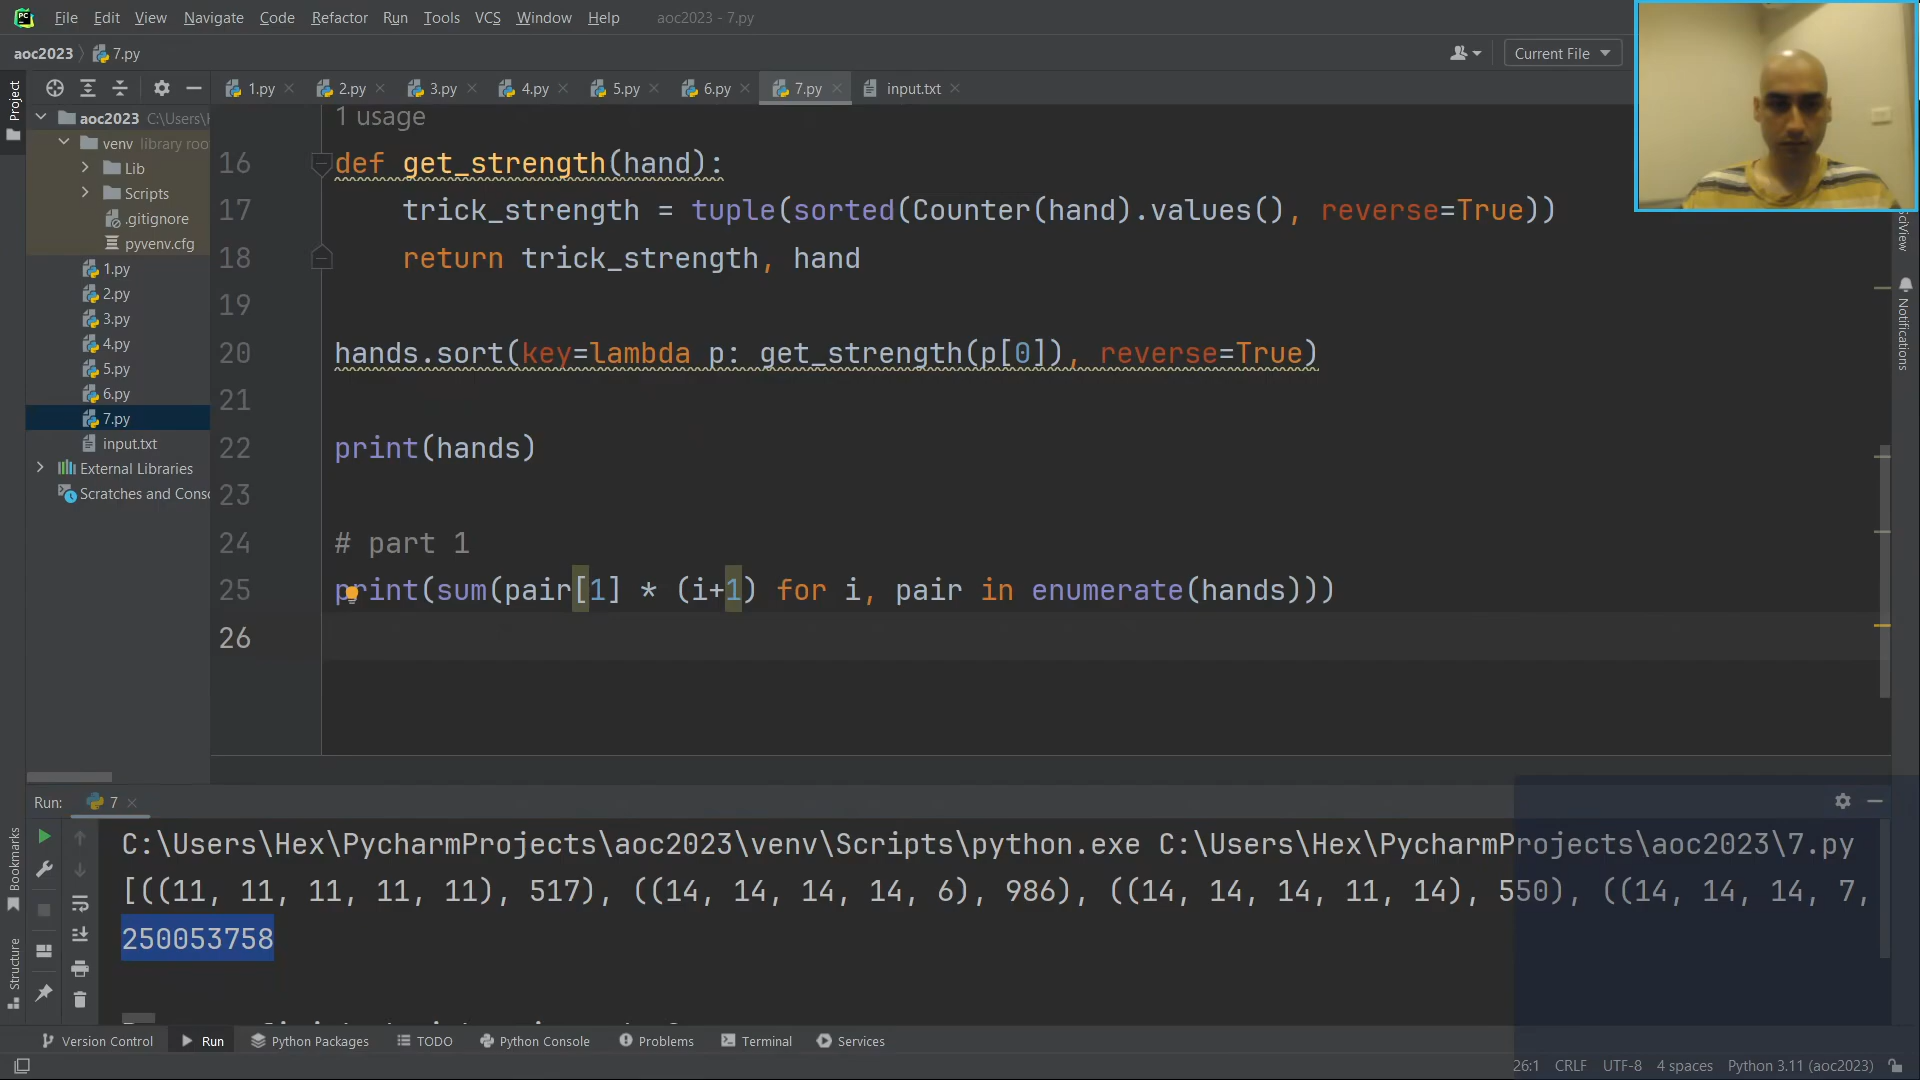 File Edit View Navigate Code Refactor Run Tools VCS Window Help aoc2023 - 7.py
aoc2023 7.py Current File
Project
1.py 2.py 3.py 4.py 5.py 6.py 7.py input.txt
aoc2023 C:\Users\H
venv library roo
Lib
Scripts
.gitignore
pyvenv.cfg
1.py
2.py
3.py
4.py
5.py
6.py
7.py
input.txt
External Libraries
Scratches and Conso
1 usage
16 def get_strength(hand):
17 trick_strength = tuple(sorted(Counter(hand).values(), reverse=True))
18 return trick_strength, hand
19
20 hands.sort(key=lambda p: get_strength(p[0]), reverse=True)
21
22 print(hands)
23
24 # part 1
25 print(sum(pair[1] * (i+1) for i, pair in enumerate(hands)))
26
SciView
Notifications
Run: 7
C:\Users\Hex\PycharmProjects\aoc2023\venv\Scripts\python.exe C:\Users\Hex\PycharmProjects\aoc2023\7.py
[((11, 11, 11, 11, 11), 517), ((14, 14, 14, 14, 6), 986), ((14, 14, 14, 11, 14), 550), ((14, 14, 14, 7,
250053758
Bookmarks
Structure
Version Control Run Python Packages TODO Python Console Problems Terminal Services
26:1 CRLF UTF-8 4 spaces Python 3.11 (aoc2023)